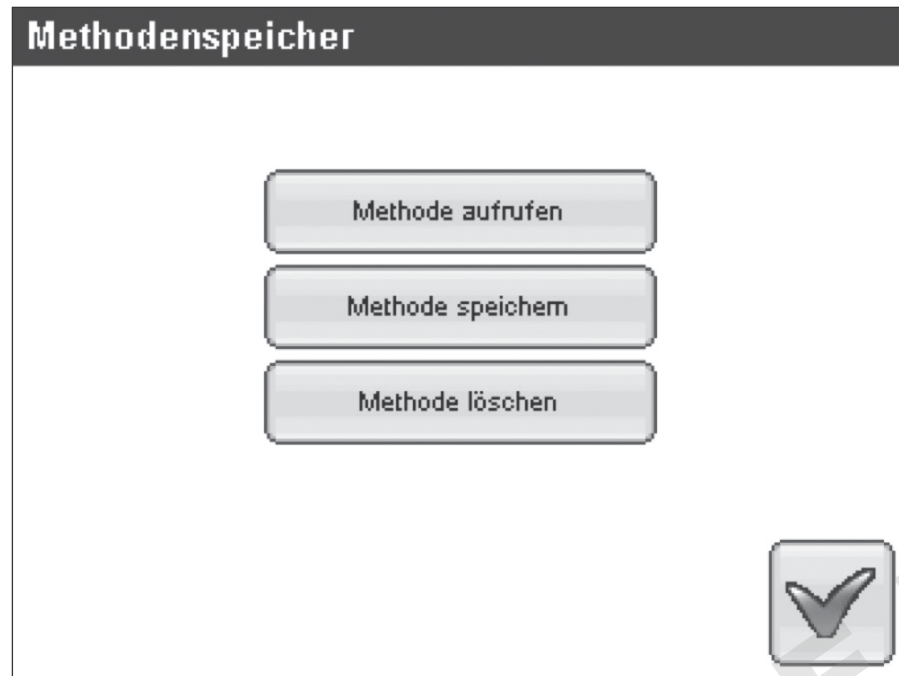 Methodenspeicher
Methode aufrufen
Methode speichern
Methode löschen